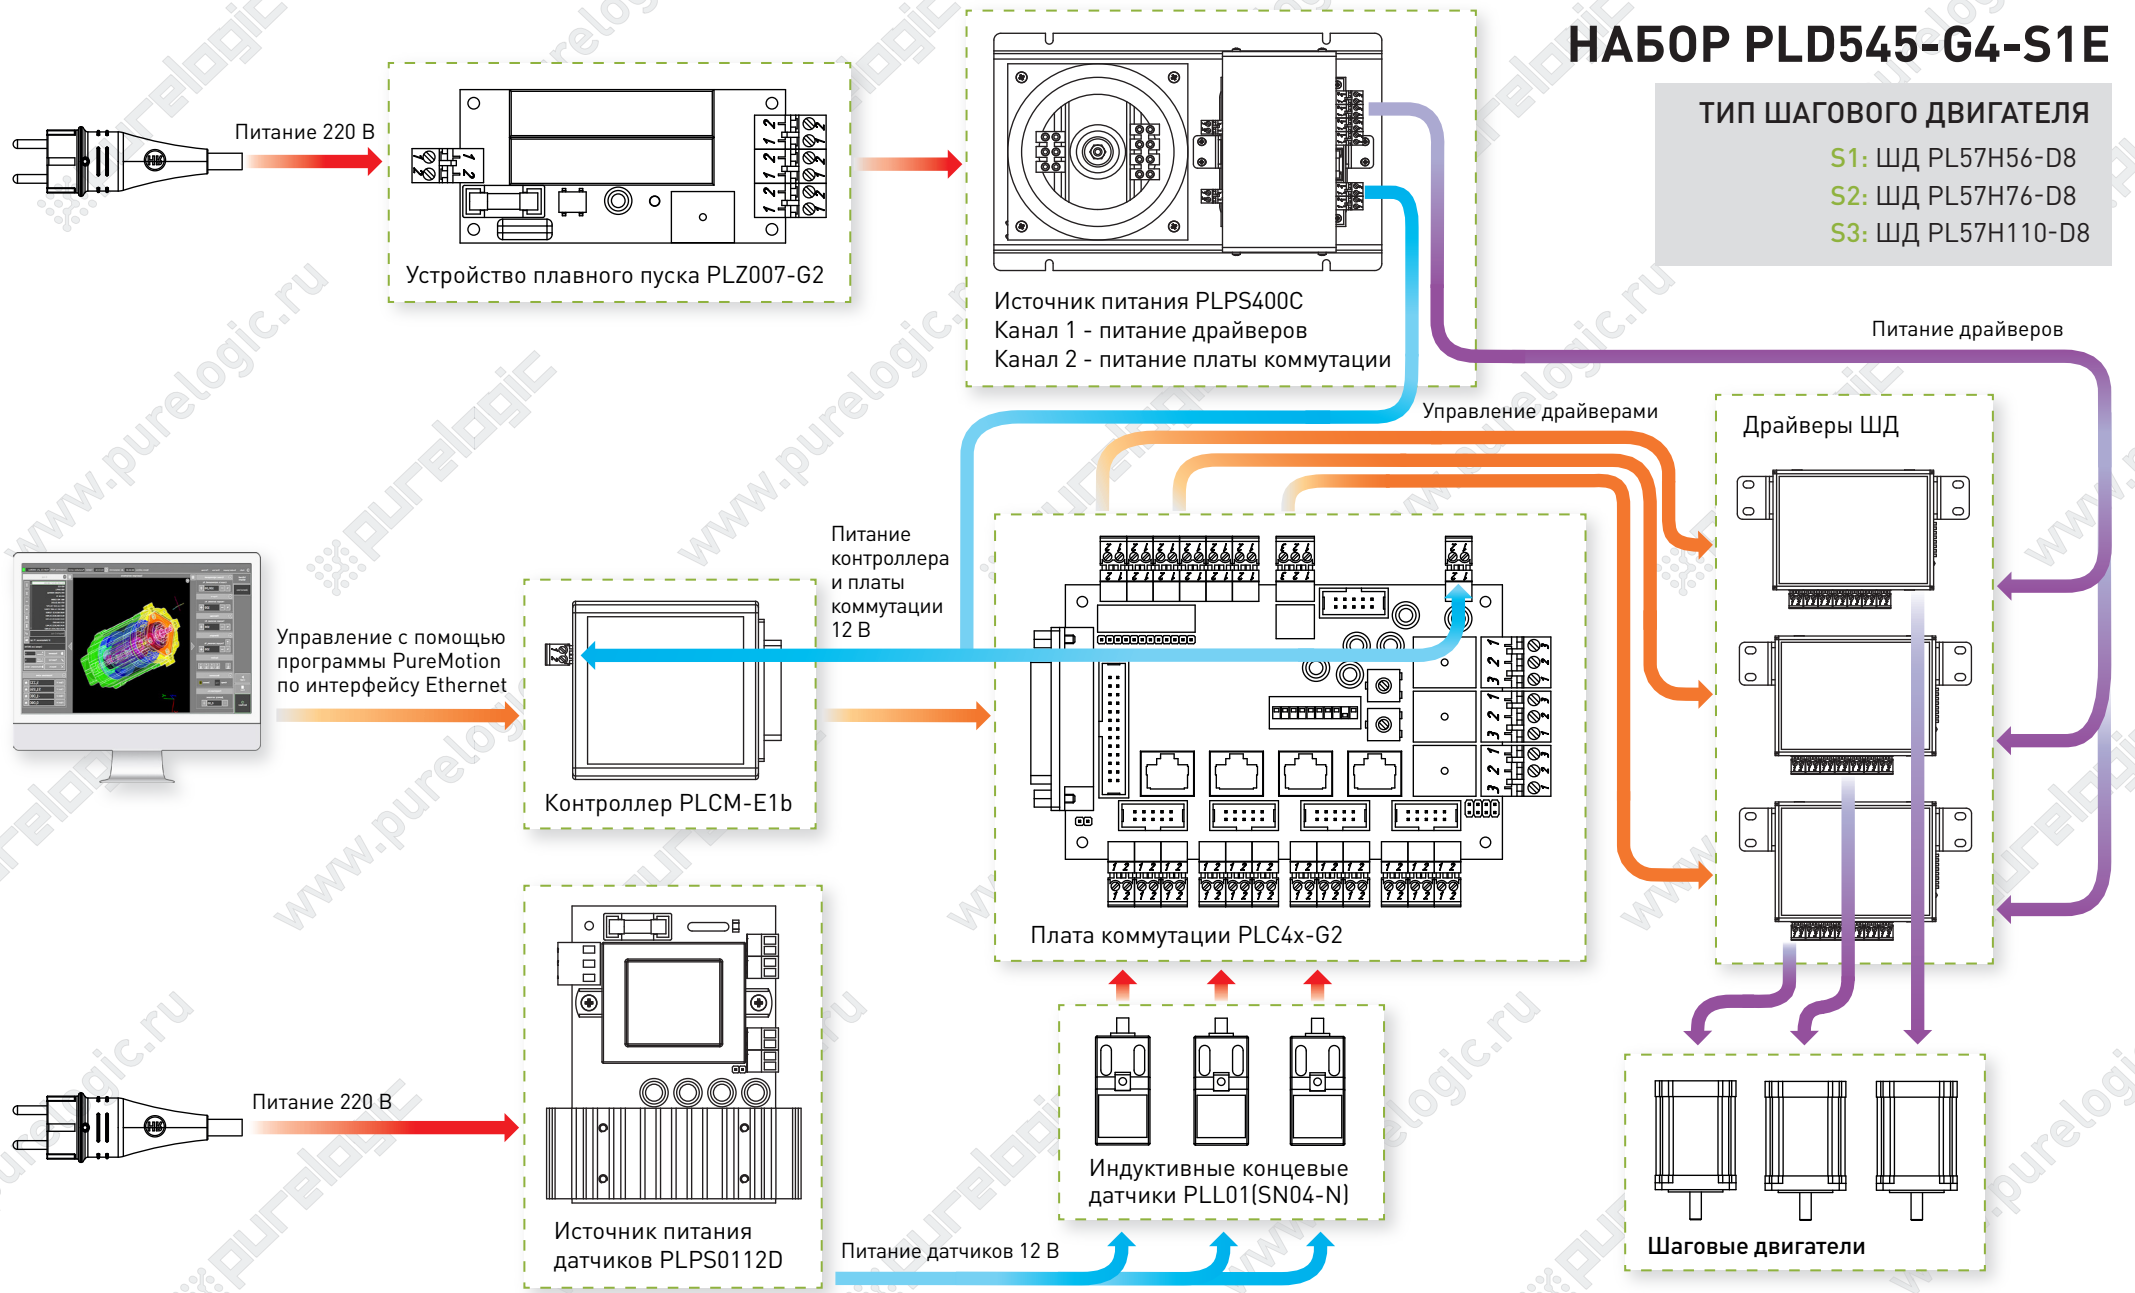 НАБОР PLD545-G4-S1E
ТИП ШАГОВОГО ДВИГАТЕЛЯ
S1: ШД PL57H56-D8
S2: ШД PL57H76-D8
S3: ШД PL57H110-D8
Питание 220 В
Устройство плавного пуска PLZ007-G2
Источник питания PLPS400C
Канал 1 - питание драйверов
Канал 2 - питание платы коммутации
Питание драйверов
Управление драйверами
Драйверы ШД
Питание
контроллера
и платы
коммутации
12 В
Управление с помощью
программы PureMotion
по интерфейсу Ethernet
Контроллер PLCM-E1b
Плата коммутации PLC4x-G2
Питание 220 В
Источник питания
датчиков PLPS0112D
Питание датчиков 12 В
Индуктивные концевые
датчики PLL01(SN04-N)
Шаговые двигатели
www.purelogic.ru
purelogic